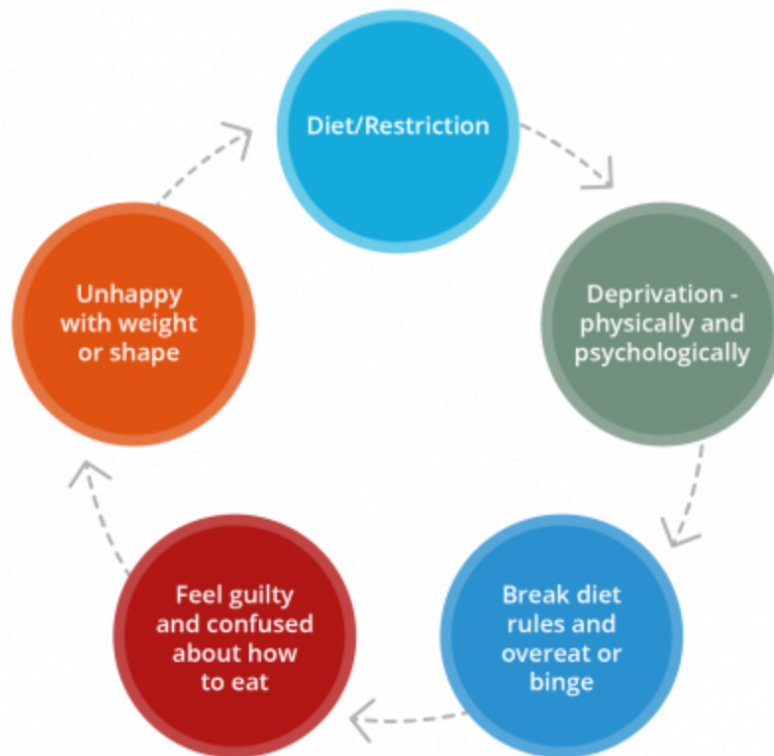 Diet/Restriction
Deprivation -
physically and
psychologically
Break diet
rules and
overeat or
binge
Feel guilty
and confused
about how
to eat
Unhappy
with weight
or shape